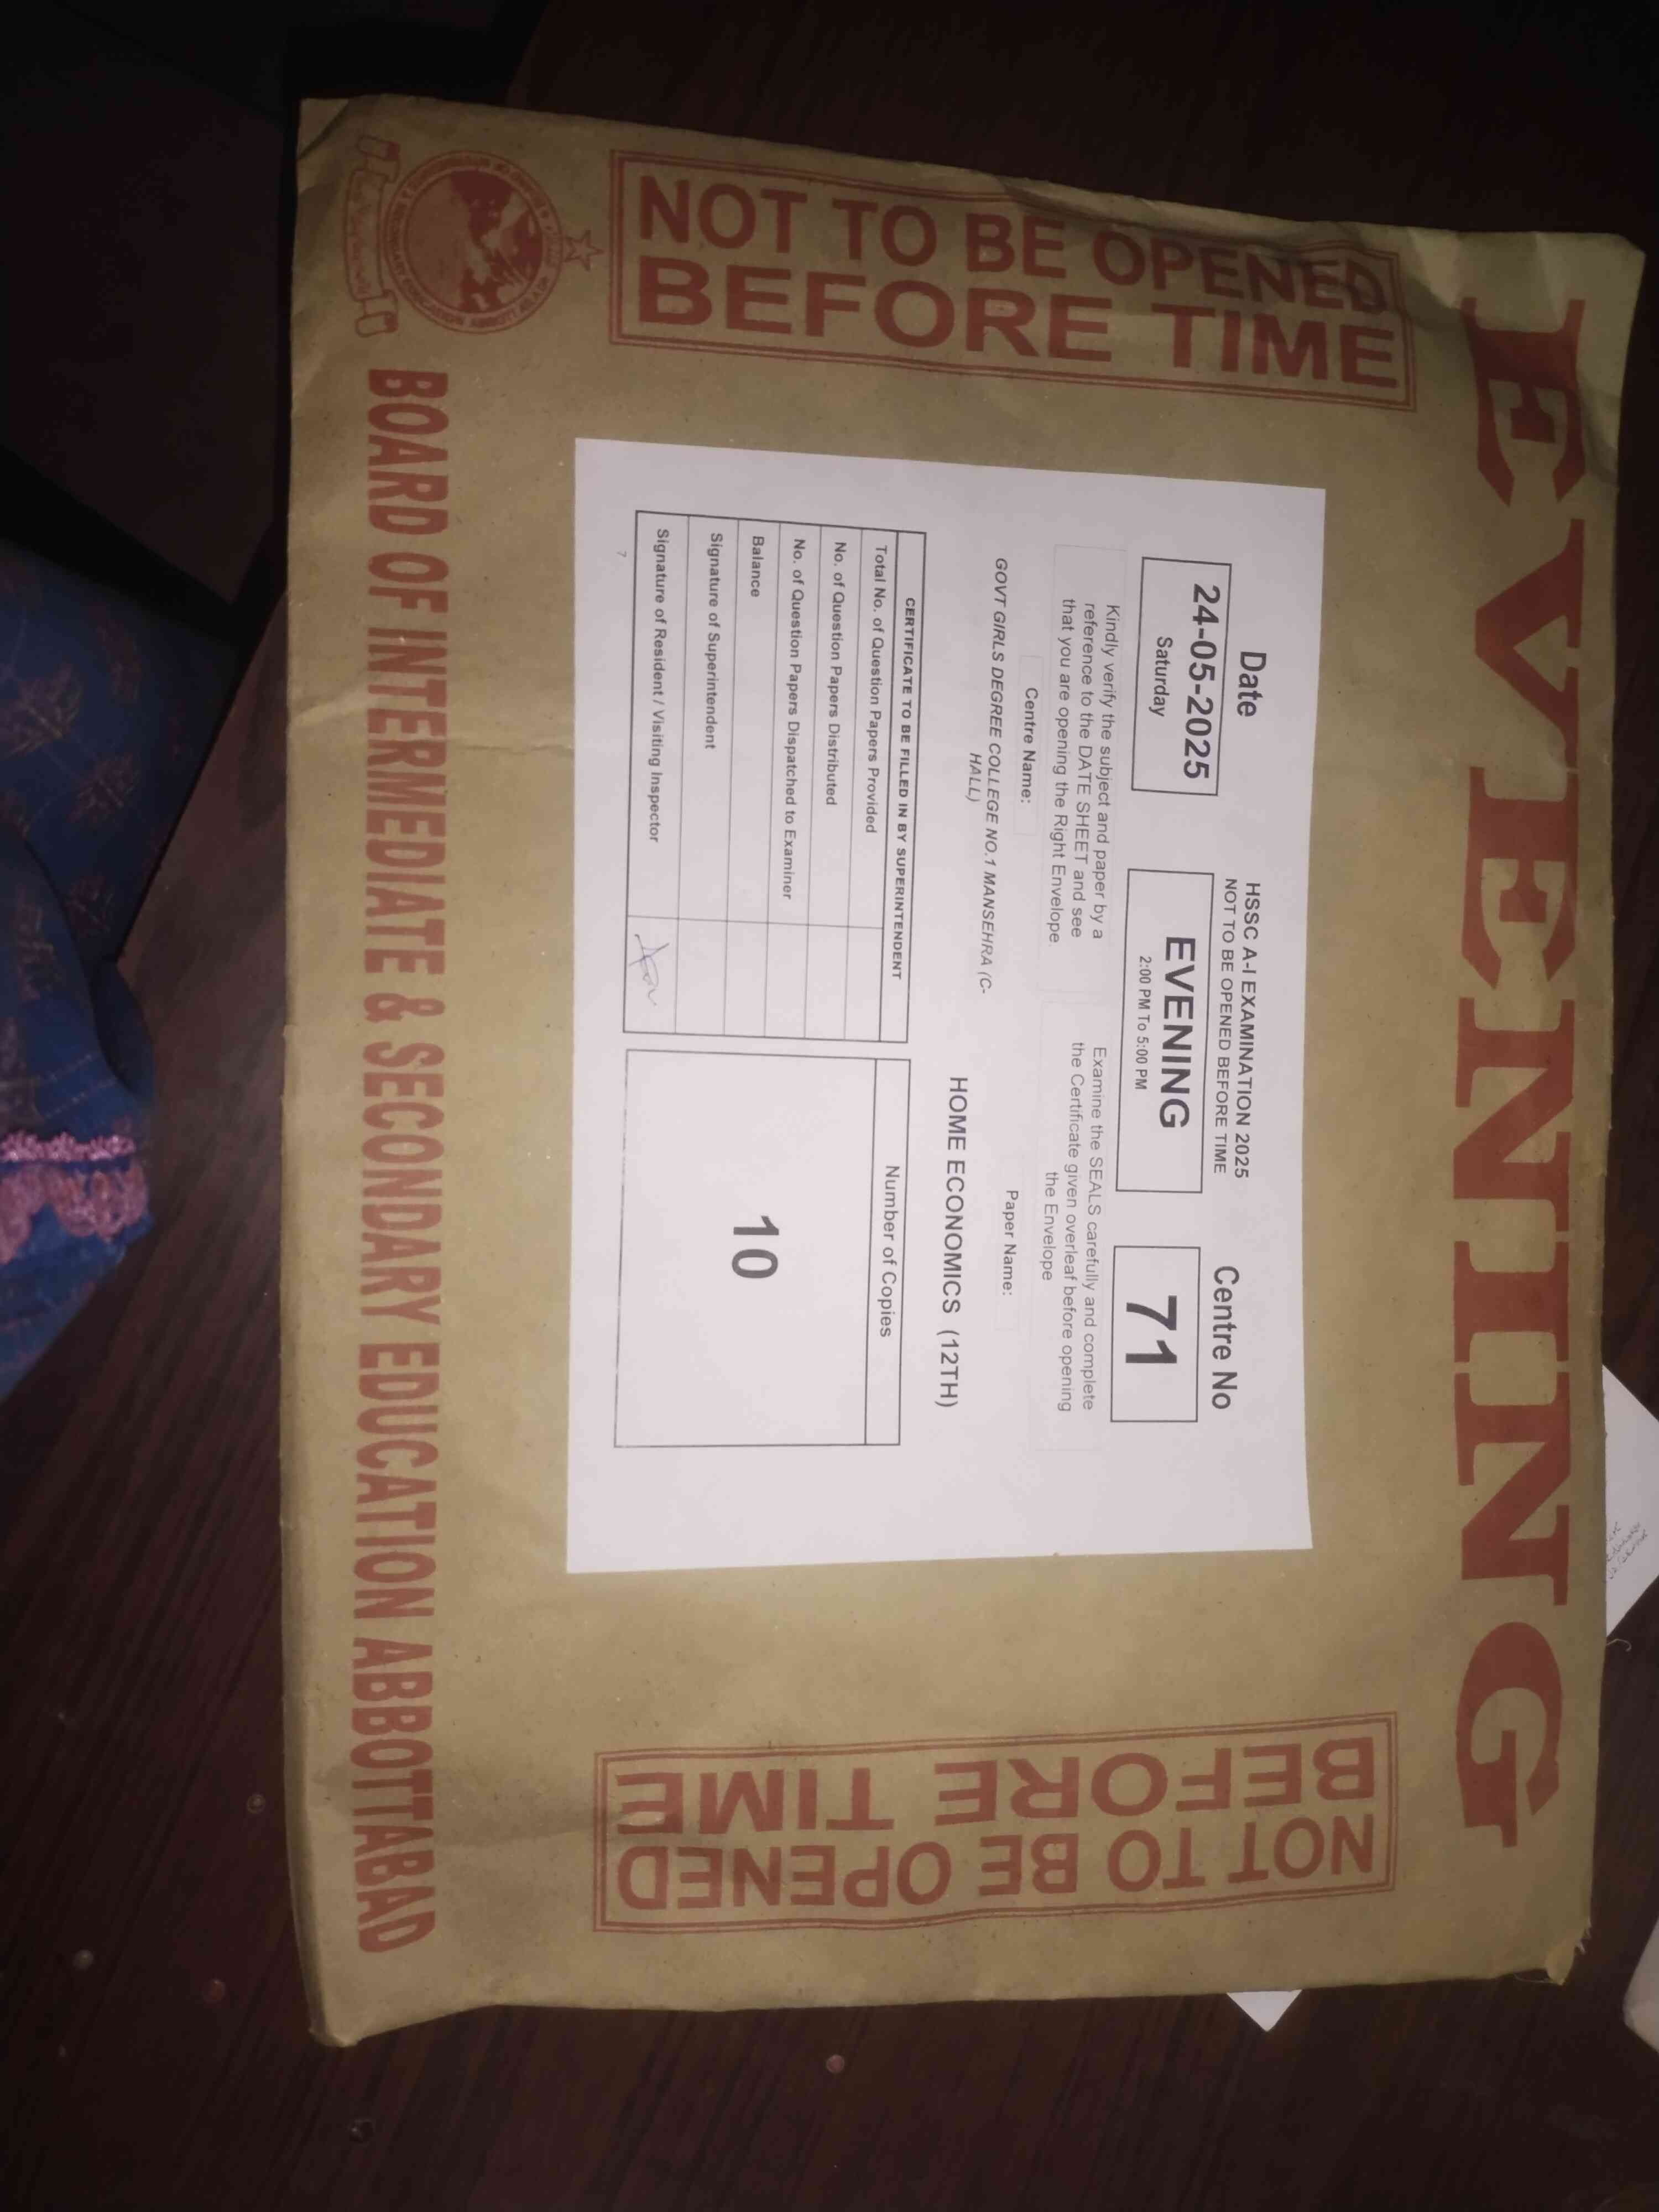 EVENING
NOT TO BE OPENED
BEFORE TIME
Date
24-05-2025
Saturday
HSSC A-I EXAMINATION 2025
NOT TO BE OPENED BEFORE TIME
EVENING
2:00 PM To 5:00 PM
Centre No
71
Kindly verify the subject and paper by a
reference to the DATE SHEET and see
that you are opening the Right Envelope.
Examine the SEALS carefully and complete
the Certificate given overleaf before opening
the Envelope
Centre Name:
GOVT GIRLS DEGREE COLLEGE NO.1 MANSEHRA (C-
HALL)
Paper Name:
HOME ECONOMICS (12TH)
CERTIFICATE TO BE FILLED IN BY SUPERINTENDENT
Total No. of Question Papers Provided
No. of Question Papers Distributed
No. of Question Papers Dispatched to Examiner
Balance
Signature of Superintendent
Signature of Resident / Visiting Inspector
7
Number of Copies
10
NOT TO BE OPENED
BEFORE TIME
BOARD OF INTERMEDIATE & SECONDARY EDUCATION ABBOTTABAD